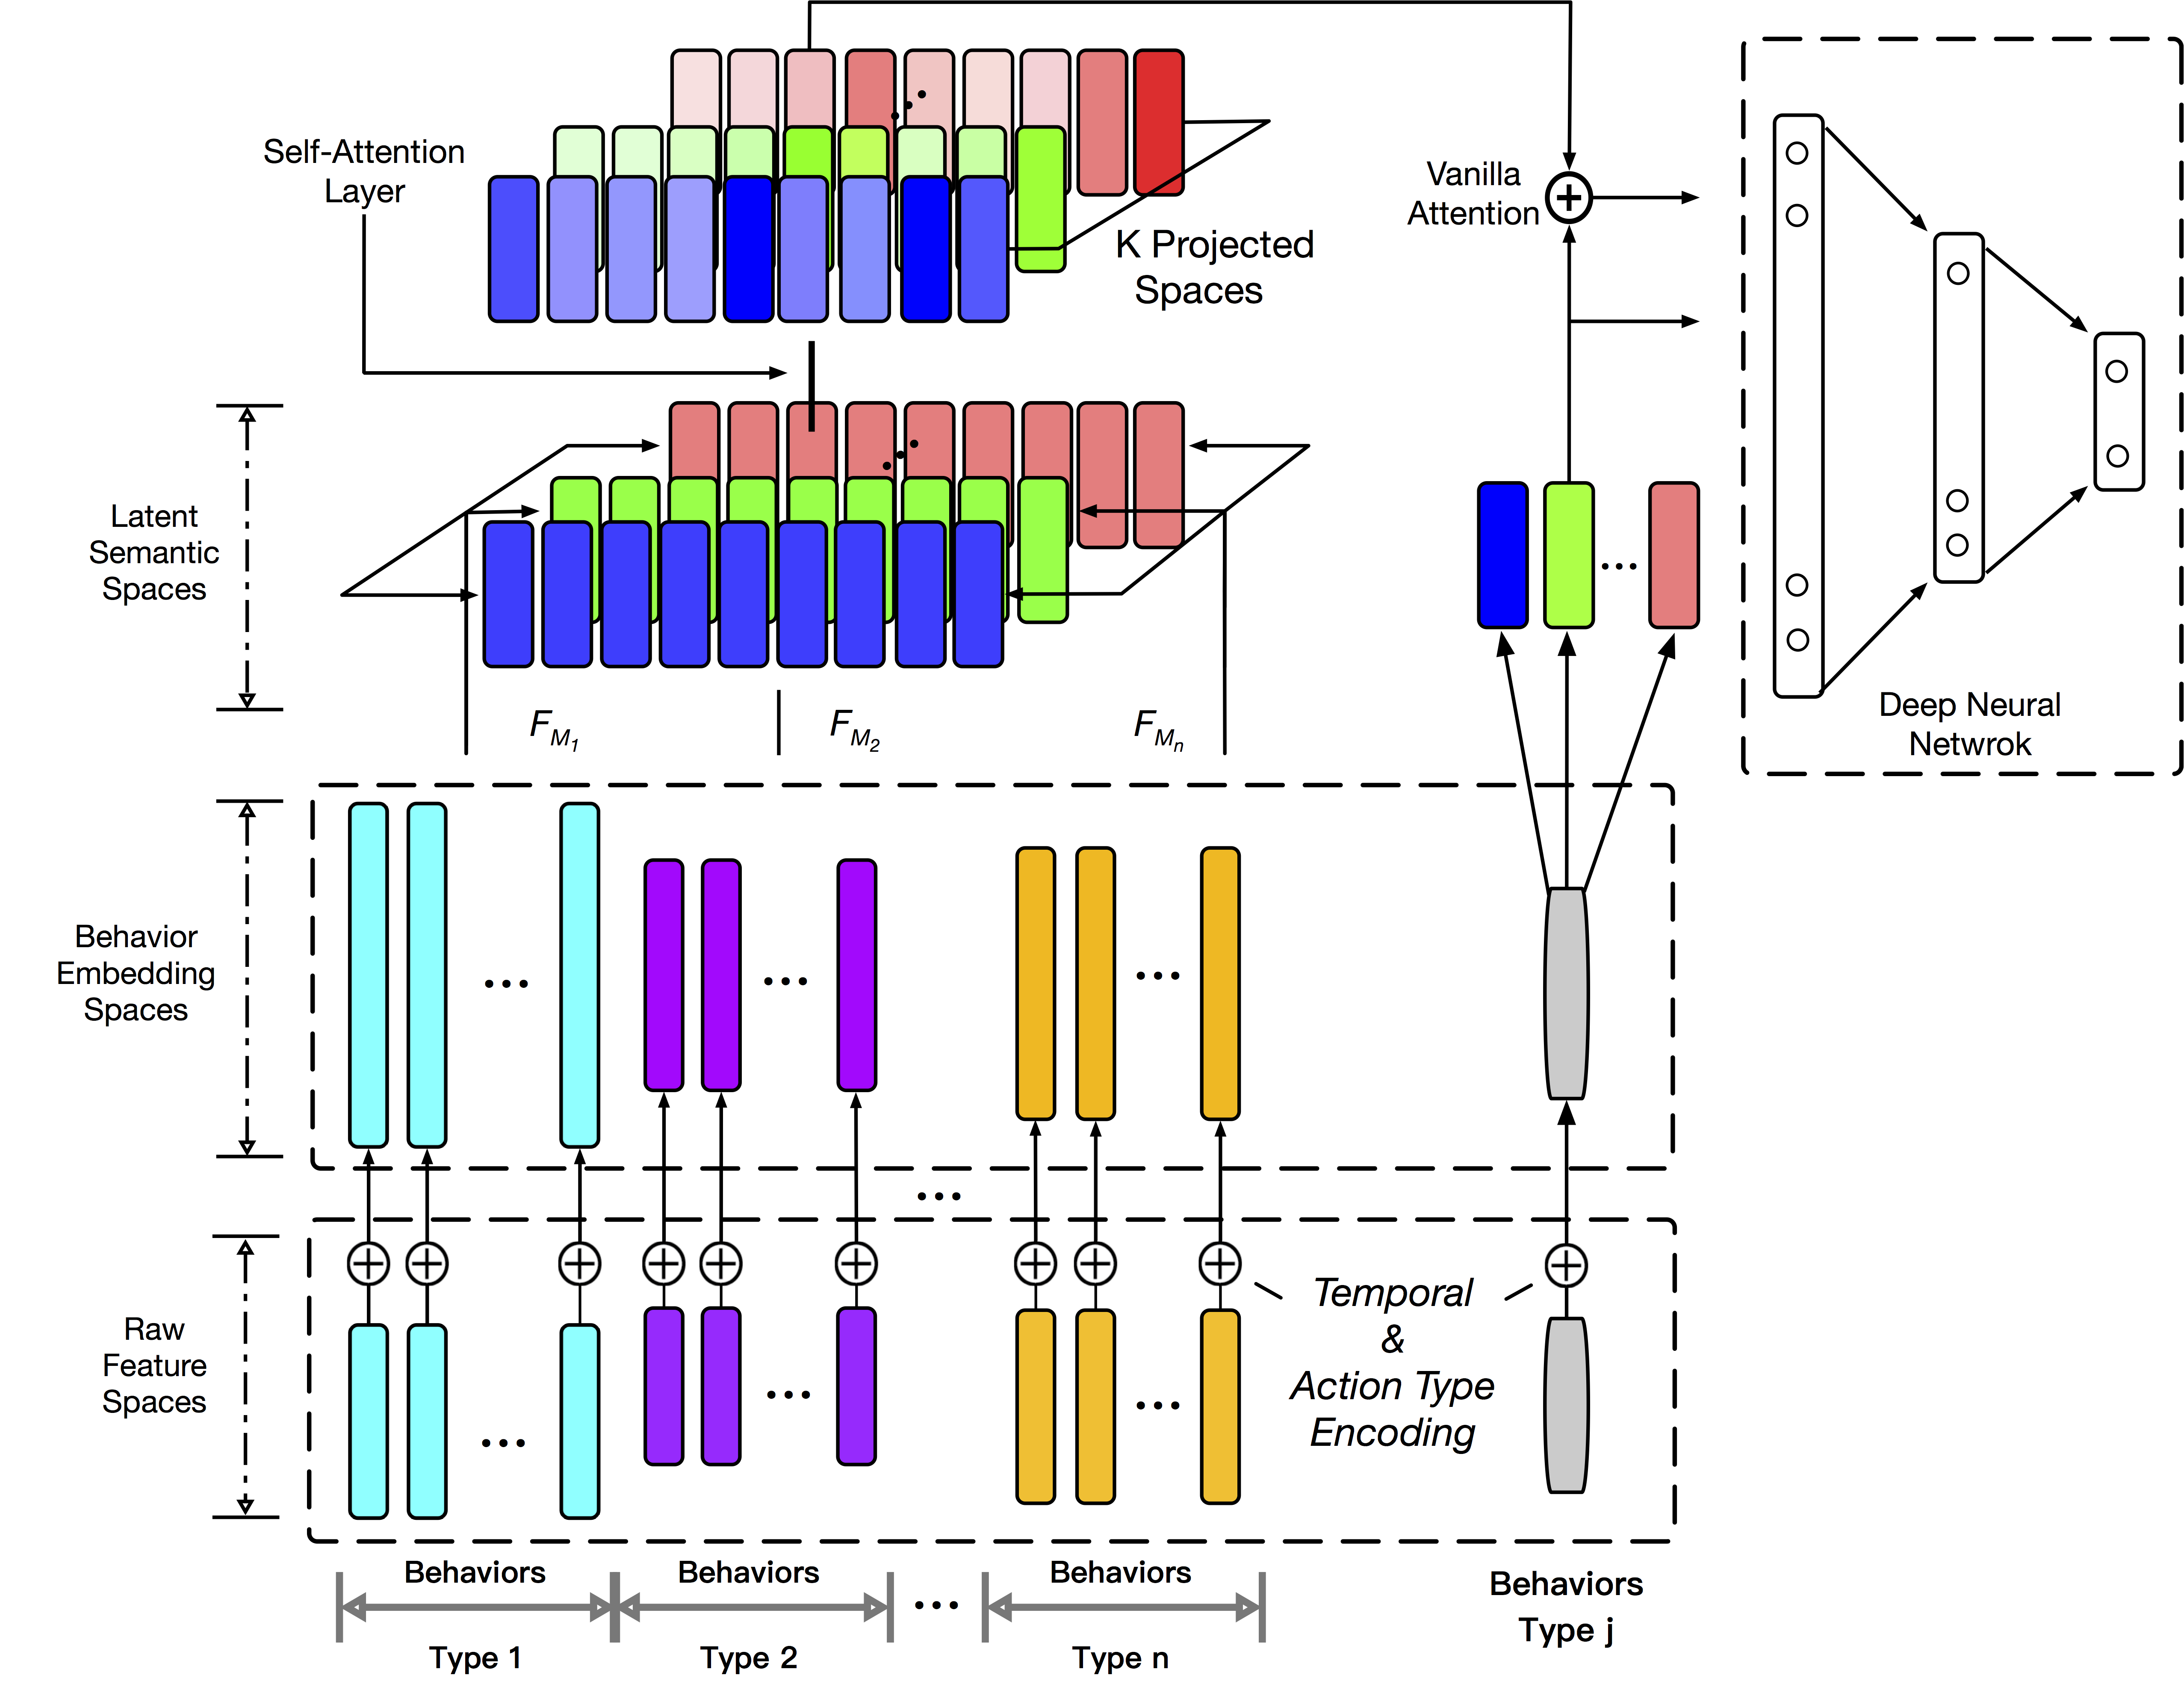 Self-Attention
Layer
K Projected
Spaces
Vanilla
Attention
Latent
Semantic
Spaces
F_{M_1}
F_{M_2}
F_{M_n}
Deep Neural
Netwrok
Behavior
Embedding
Spaces
Raw
Feature
Spaces
Temporal
&
Action Type
Encoding
Behaviors
Type 1
Behaviors
Type 2
Behaviors
Type n
Behaviors
Type j